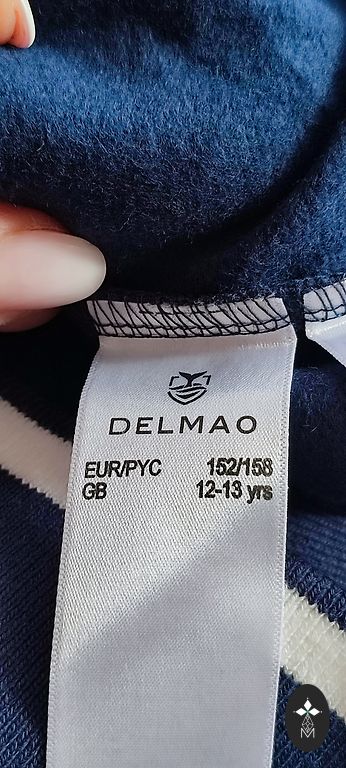 DELMAO
EUR/PYC 152/158
GB 12-13 yrs